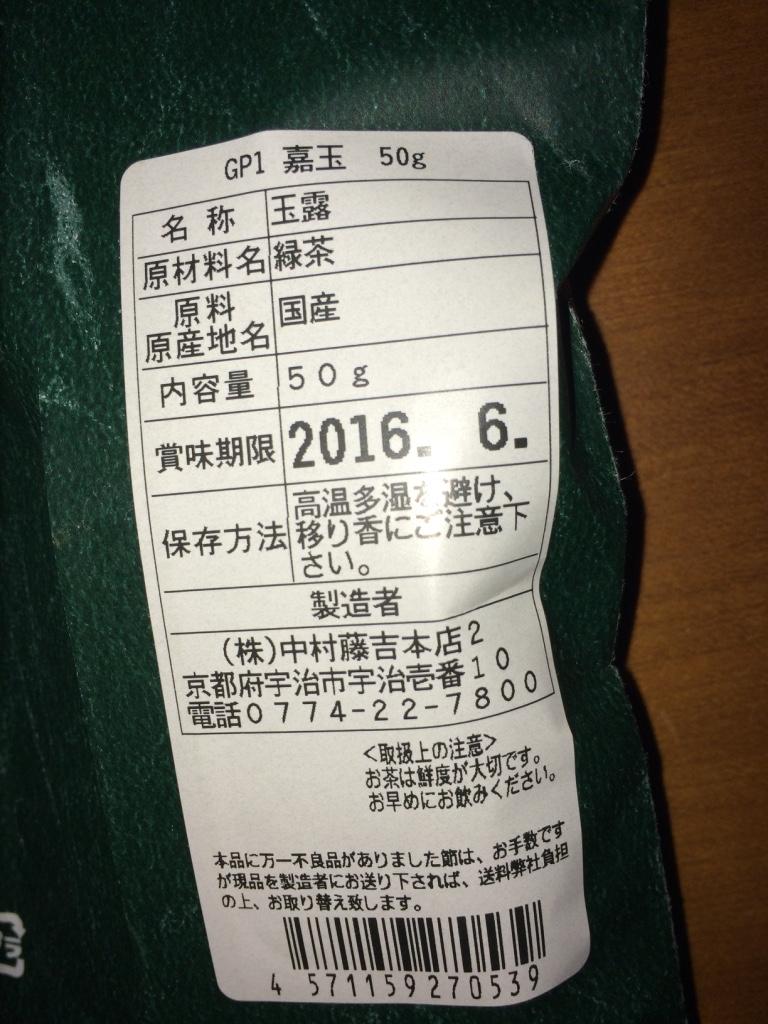 GP1 嘉玉 50g
名称 玉露
原材料名 緑茶
原料
原産地名 国産
内容量 50g
賞味期限 2016. 6.
保存方法 高温多湿を避け、
移り香にご注意下
さい。
製造者
(株)中村藤吉本店2
京都府宇治市宇治壱番10
電話0774-22-7800
<取扱上の注意>
お茶は鮮度が大切です。
お早めにお飲みください。
本品に万一不良品がありました節は、お手数です
が現品を製造者にお送り下されば、送料弊社負担
の上、お取り替え致します。
4 571159 270539
プラ